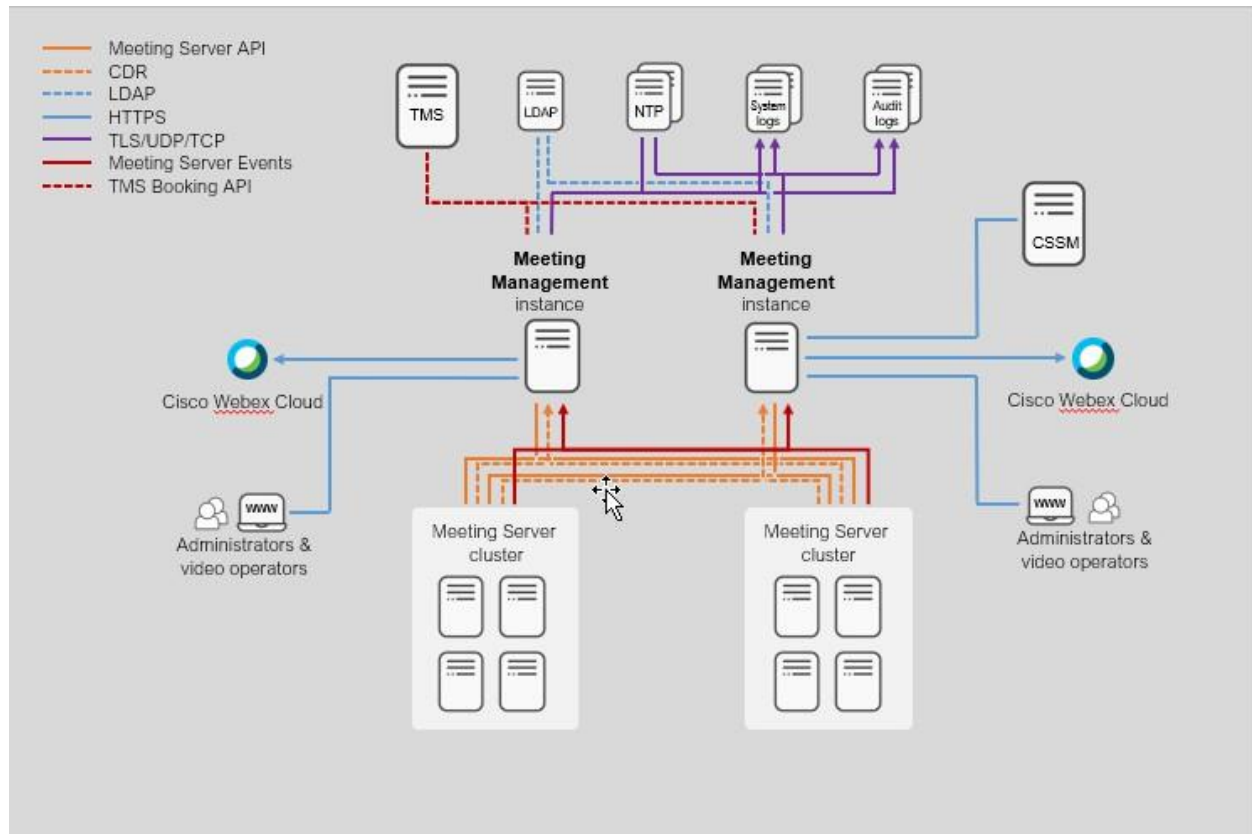 Meeting Server API
CDR
LDAP
HTTPS
TLS/UDP/TCP
Meeting Server Events
TMS Booking API
TMS
LDAP
NTP
System
logs
Audit
logs
CSSM
Meeting
Management
instance
Meeting
Management
instance
Cisco Webex Cloud
Cisco Webex Cloud
www
Administrators &
video operators
www
Administrators &
video operators
Meeting Server
cluster
Meeting Server
cluster